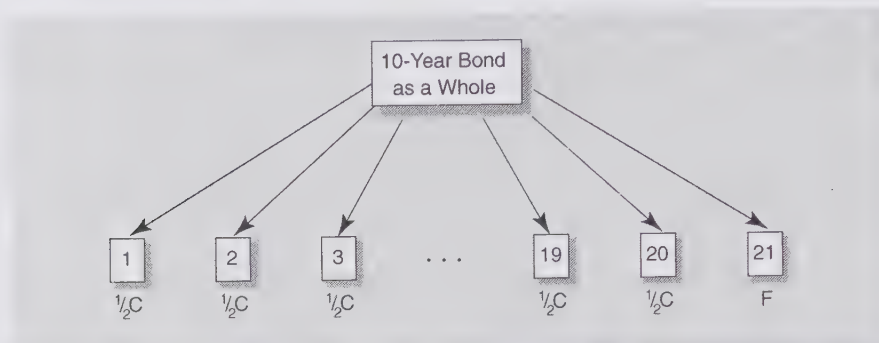 10-Year Bond
as a Whole
1 2 3 . . . 19 20 21
½C ½C ½C ½C ½C F